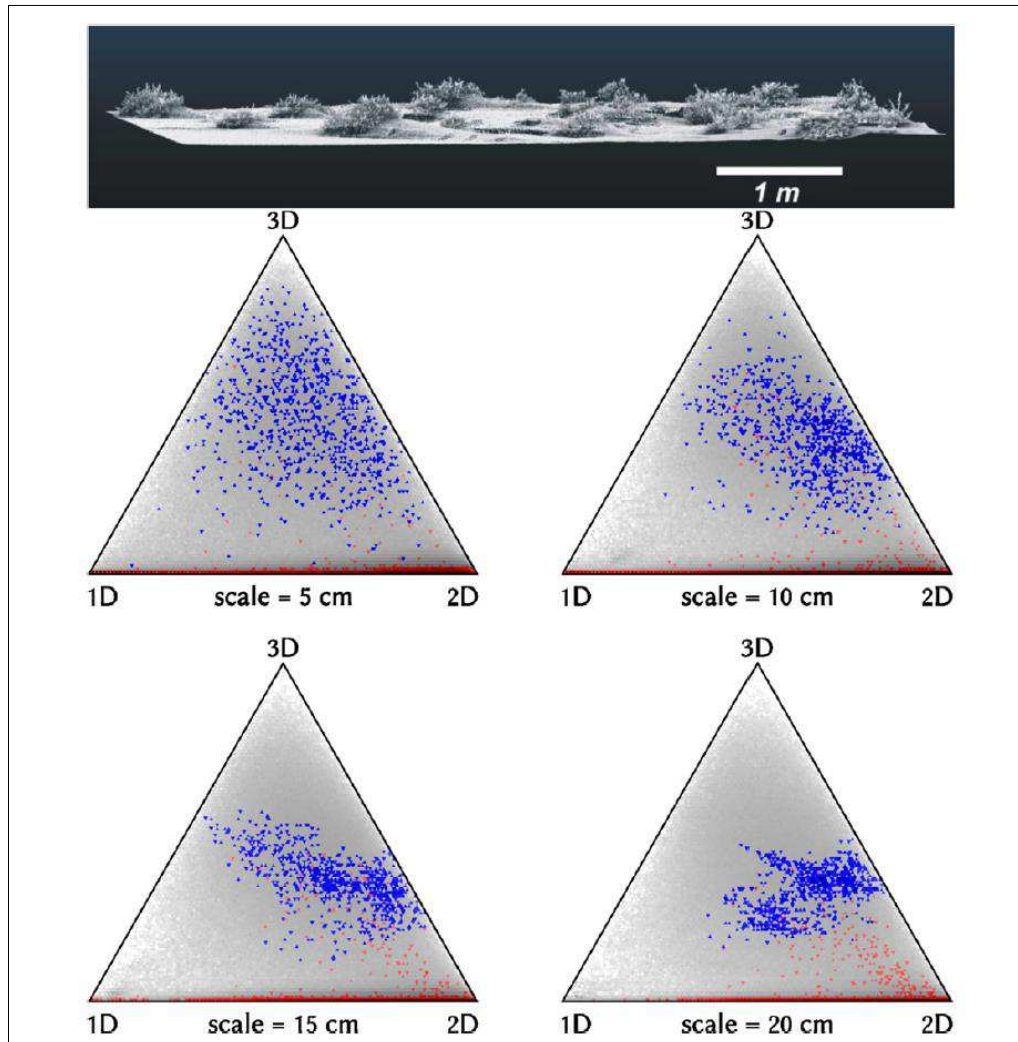 1 m
3D
3D
1D scale = 5 cm 2D
1D scale = 10 cm 2D
3D
3D
1D scale = 15 cm 2D
1D scale = 20 cm 2D